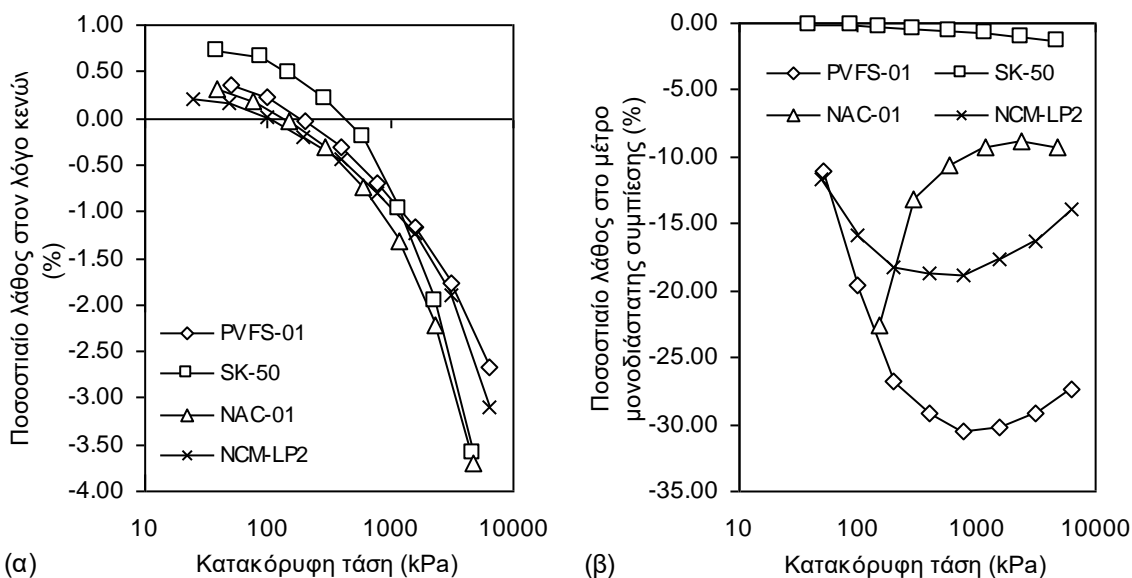 1.00
0.50
0.00
-0.50
-1.00
-1.50
-2.00
-2.50
-3.00
-3.50
-4.00
10 100 1000 10000
Ποσοστιαίο λάθος στον λόγο κενών
(%)
PVFS-01
SK-50
NAC-01
NCM-LP2
Κατακόρυφη τάση (kPa)
(α)
0.00
-5.00
-10.00
-15.00
-20.00
-25.00
-30.00
-35.00
10 100 1000 10000
Ποσοστιαίο λάθος στο μέτρο
μονοδιάστατης συμπίεσης (%)
PVFS-01 SK-50
NAC-01 NCM-LP2
Κατακόρυφη τάση (kPa)
(β)